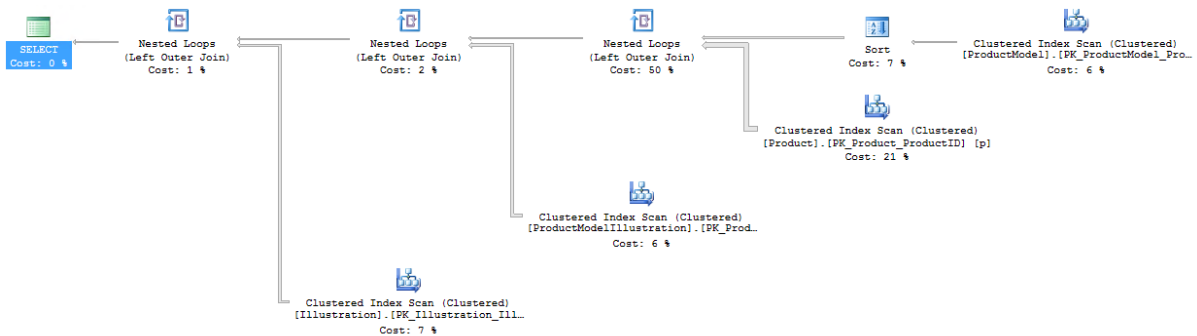 SELECT
Cost: 0 %
Nested Loops
(Left Outer Join)
Cost: 1 %
Nested Loops
(Left Outer Join)
Cost: 2 %
Nested Loops
(Left Outer Join)
Cost: 50 %
Sort
Cost: 7 %
Clustered Index Scan (Clustered)
[ProductModel].[PK_ProductModel_Pro…
Cost: 6 %
Clustered Index Scan (Clustered)
[Product].[PK_Product_ProductID] [p]
Cost: 21 %
Clustered Index Scan (Clustered)
[ProductModelIllustration].[PK_Prod…
Cost: 6 %
Clustered Index Scan (Clustered)
[Illustration].[PK_Illustration_Ill…
Cost: 7 %